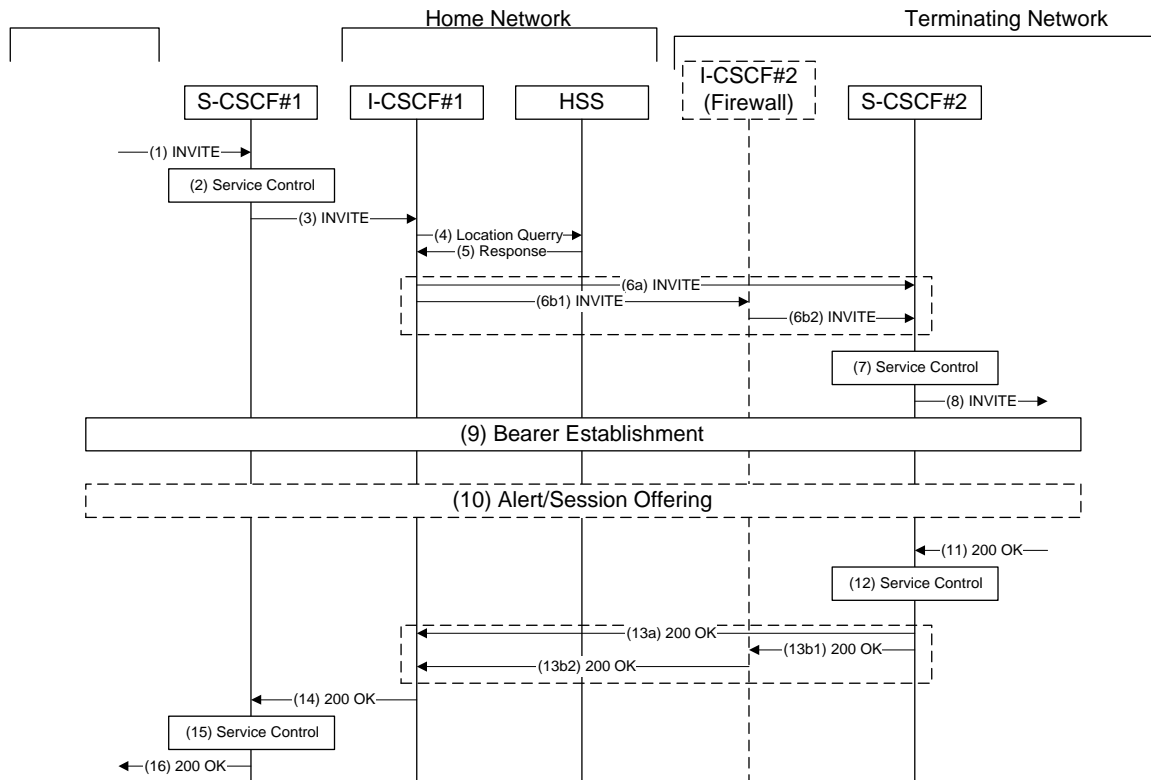 Home Network
Terminating Network
S-CSCF#1
I-CSCF#1
HSS
I-CSCF#2
(Firewall)
S-CSCF#2
(1) INVITE
(2) Service Control
(3) INVITE
(4) Location Querry
(5) Response
(6a) INVITE
(6b1) INVITE
(6b2) INVITE
(7) Service Control
(8) INVITE
(9) Bearer Establishment
(10) Alert/Session Offering
(11) 200 OK
(12) Service Control
(13a) 200 OK
(13b1) 200 OK
(13b2) 200 OK
(14) 200 OK
(15) Service Control
(16) 200 OK